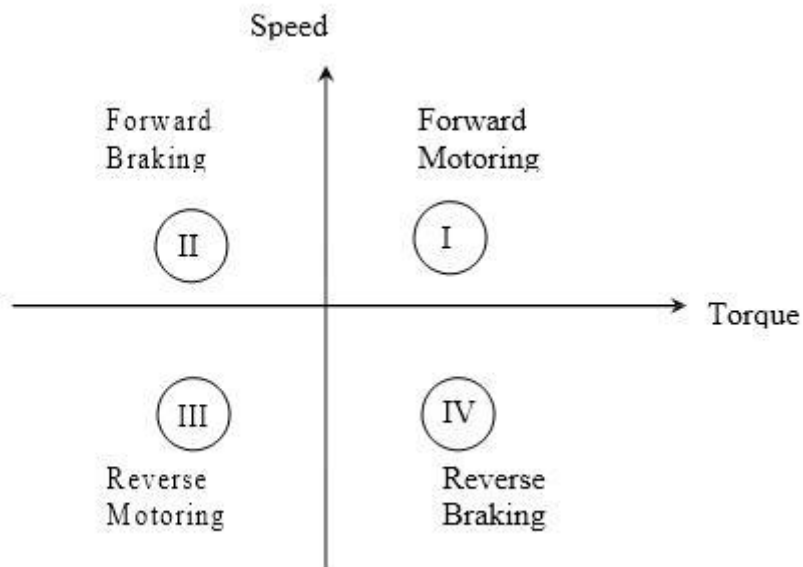 Speed
Forward
Braking
Forward
Motoring
II
I
Torque
III
IV
Reverse
Motoring
Reverse
Braking